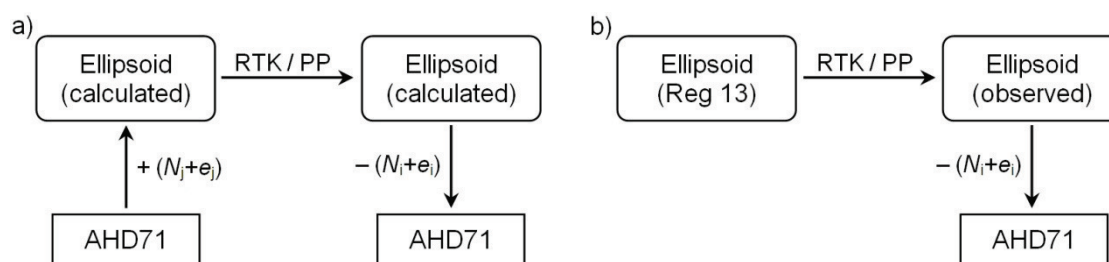 a)
Ellipsoid
(calculated)
RTK / PP
Ellipsoid
(calculated)
+ (Nj+ej)
– (Ni+ei)
AHD71
AHD71
b)
Ellipsoid
(Reg 13)
RTK / PP
Ellipsoid
(observed)
– (Ni+ei)
AHD71